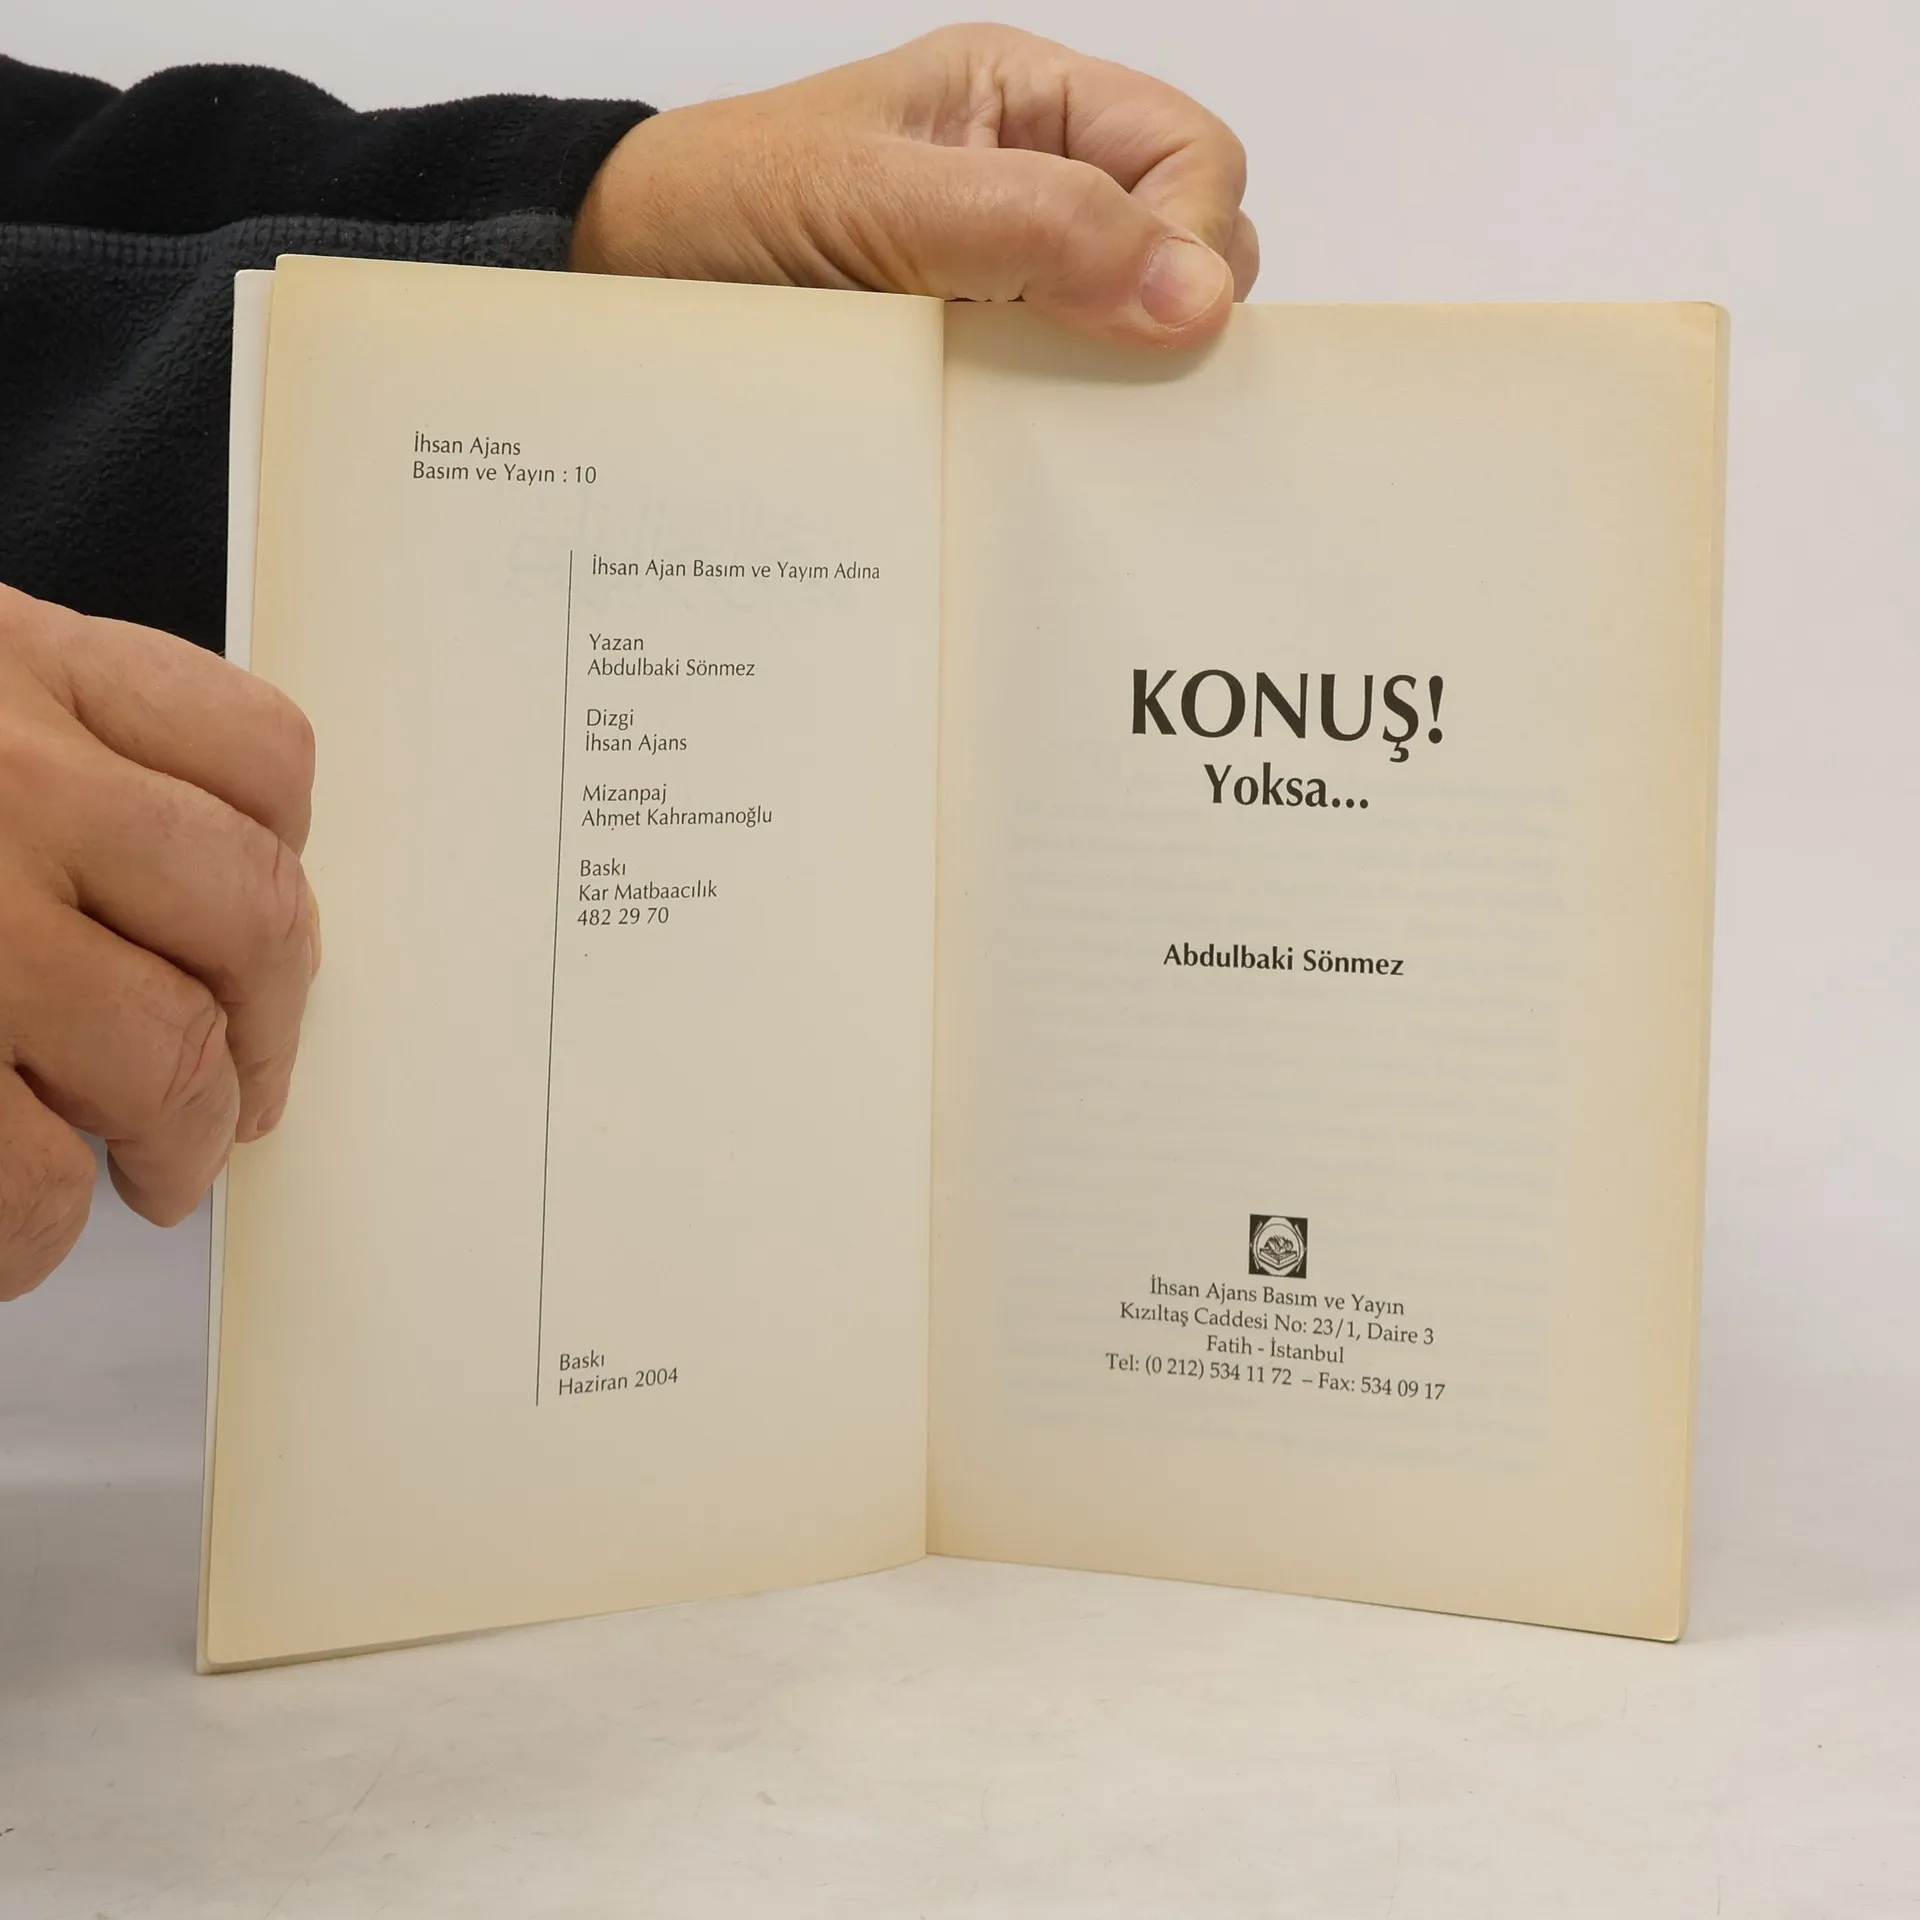 İhsan Ajans
Basım ve Yayın : 10
İhsan Ajan Basım ve Yayım Adına
Yazan
Abdulbaki Sönmez
Dizgi
İhsan Ajans
Mizanpaj
Ahmet Kahramanoğlu
Baskı
Kar Matbaacılık
482 29 70
Baskı
Haziran 2004
KONUŞ!
Yoksa...
Abdulbaki Sönmez
İhsan Ajans Basım ve Yayın
Kızıltaş Caddesi No: 23/1, Daire 3
Fatih - İstanbul
Tel: (0 212) 534 11 72 – Fax: 534 09 17